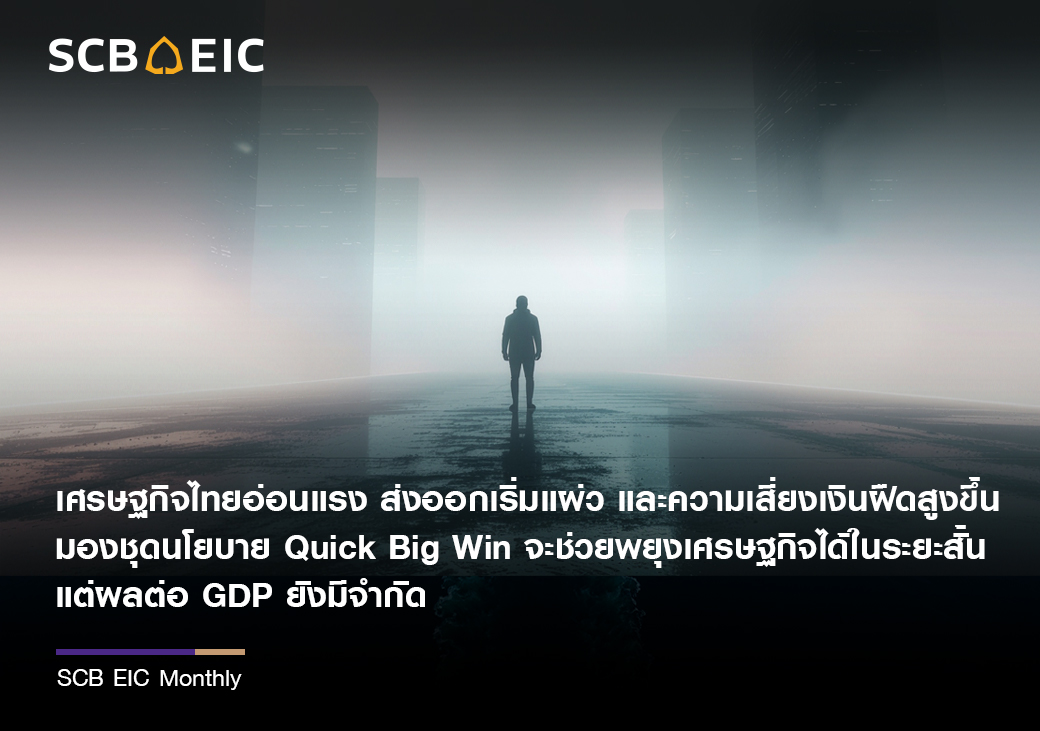 SCB EIC
เศรษฐกิจไทยอ่อนแรง ส่งออกเริ่มแผ่ว และความเสี่ยงเงินฝืดสูงขึ้น
มองชุดนโยบาย Quick Big Win จะช่วยพยุงเศรษฐกิจได้ในระยะสั้น
แต่ผลต่อ GDP ยังมีจำกัด
SCB EIC Monthly